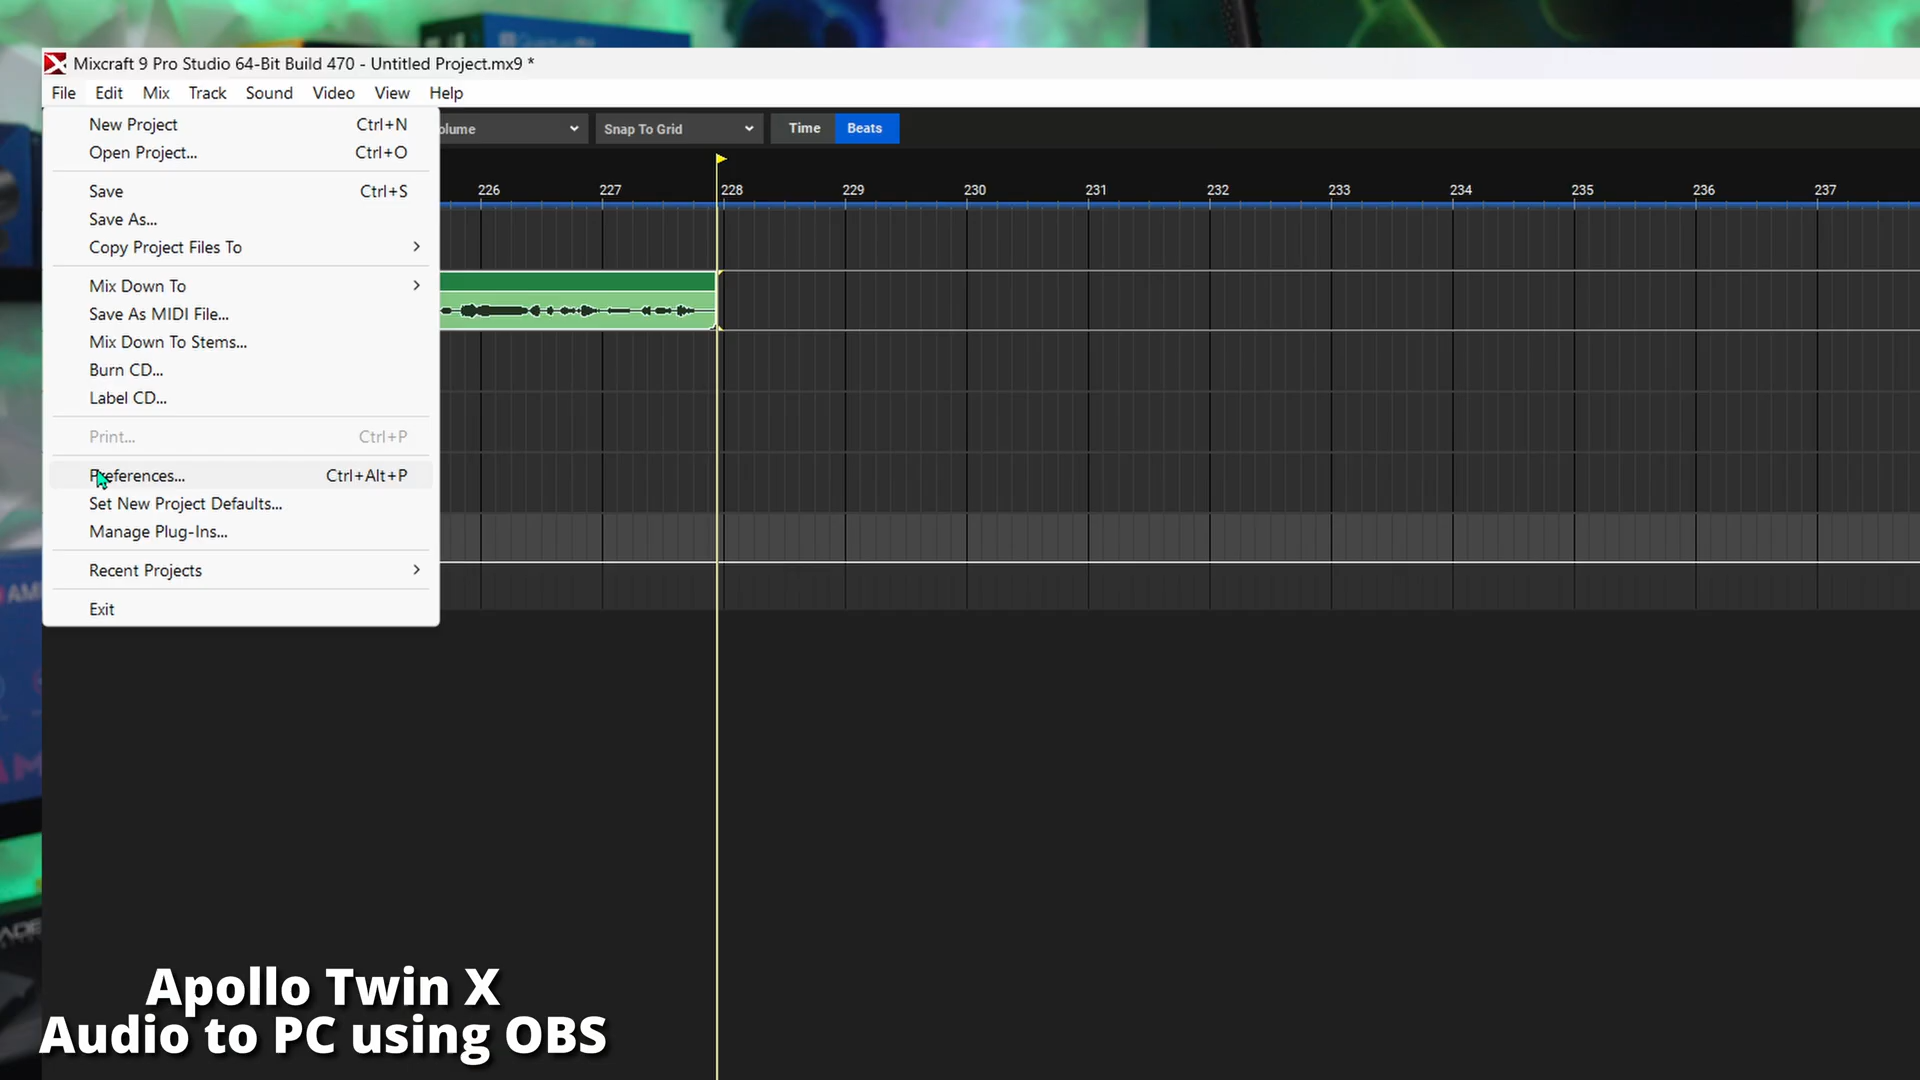 Mixcraft 9 Pro Studio 64-Bit Build 470 - Untitled Project.mx9 *
File Edit Mix Track Sound Video View Help
New Project Ctrl+N
Open Project... Ctrl+O
Save Ctrl+S
Save As...
Copy Project Files To
Mix Down To
Save As MIDI File...
Mix Down To Stems...
Burn CD...
Label CD...
Print... Ctrl+P
Preferences... Ctrl+Alt+P
Set New Project Defaults...
Manage Plug-Ins...
Recent Projects
Exit
olume Snap To Grid Time Beats
226 227 228 229 230 231 232 233 234 235 236 237
Apollo Twin X
Audio to PC using OBS